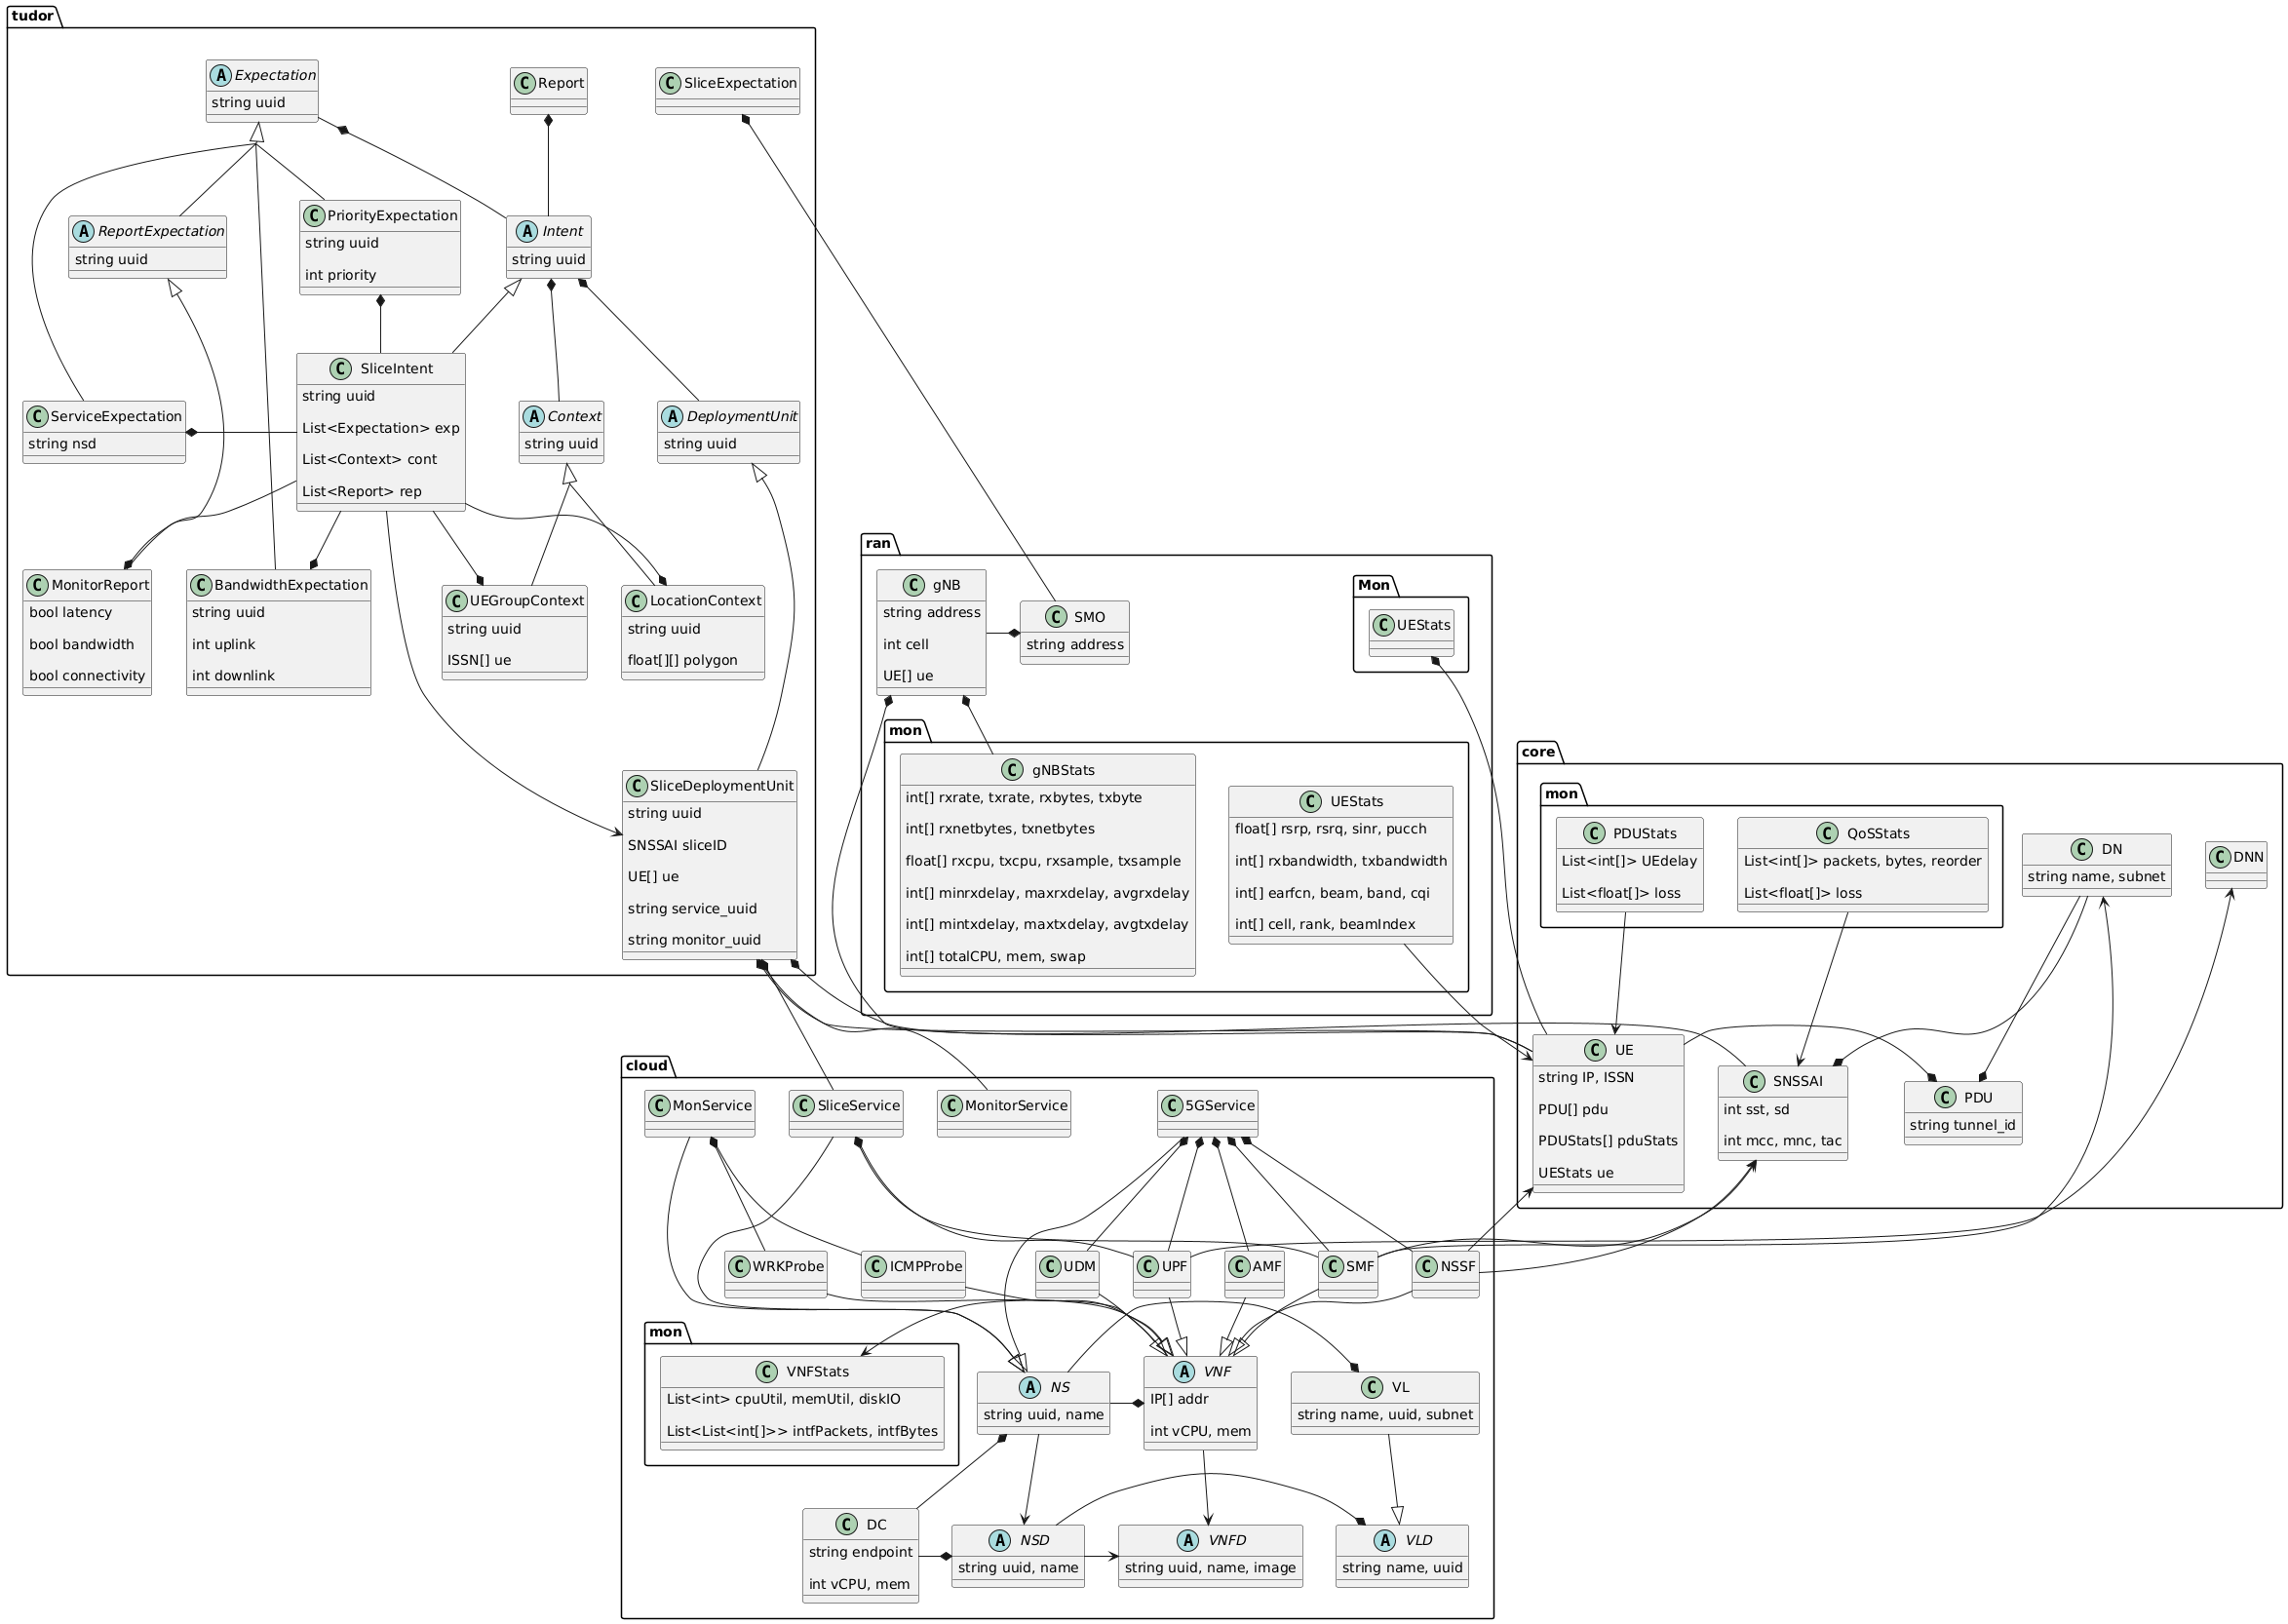 tudor
A Expectation
string uuid
C Report
C SliceExpectation
A ReportExpectation
string uuid
C PriorityExpectation
string uuid
int priority
A Intent
string uuid
C ServiceExpectation
string nsd
C SliceIntent
string uuid
List<Expectation> exp
List<Context> cont
List<Report> rep
A Context
string uuid
A DeploymentUnit
string uuid
C MonitorReport
bool latency
bool bandwidth
bool connectivity
C BandwidthExpectation
string uuid
int uplink
int downlink
C UEGroupContext
string uuid
ISSN[] ue
C LocationContext
string uuid
float[][] polygon
C SliceDeploymentUnit
string uuid
SNSSAI sliceID
UE[] ue
string service_uuid
string monitor_uuid
ran
C gNB
string address
int cell
UE[] ue
C SMO
string address
Mon
C UEStats
mon
C gNBStats
int[] rxrate, txrate, rxbytes, txbyte
int[] rxnetbytes, txnetbytes
float[] rxcpu, txcpu, rxsample, txsample
int[] minrxdelay, maxrxdelay, avgrxdelay
int[] mintxdelay, maxtxdelay, avgtxdelay
int[] totalCPU, mem, swap
C UEStats
float[] rsrp, rsrq, sinr, pucch
int[] rxbandwidth, txbandwidth
int[] earfcn, beam, band, cqi
int[] cell, rank, beamIndex
core
mon
C PDUStats
List<int[]> UEdelay
List<float[]> loss
C QoSStats
List<int[]> packets, bytes, reorder
List<float[]> loss
C DN
string name, subnet
C DNN
C UE
string IP, ISSN
PDU[] pdu
PDUStats[] pduStats
UEStats ue
C SNSSAI
int sst, sd
int mcc, mnc, tac
C PDU
string tunnel_id
cloud
C MonService
C SliceService
C MonitorService
C 5GService
C WRKProbe
C ICMPProbe
C UDM
C UPF
C AMF
C SMF
C NSSF
mon
C VNFStats
List<int> cpuUtil, memUtil, diskIO
List<List<int[]>> intfPackets, intfBytes
A NS
string uuid, name
A VNF
IP[] addr
int vCPU, mem
C VL
string name, uuid, subnet
C DC
string endpoint
int vCPU, mem
A NSD
string uuid, name
A VNFD
string uuid, name, image
A VLD
string name, uuid